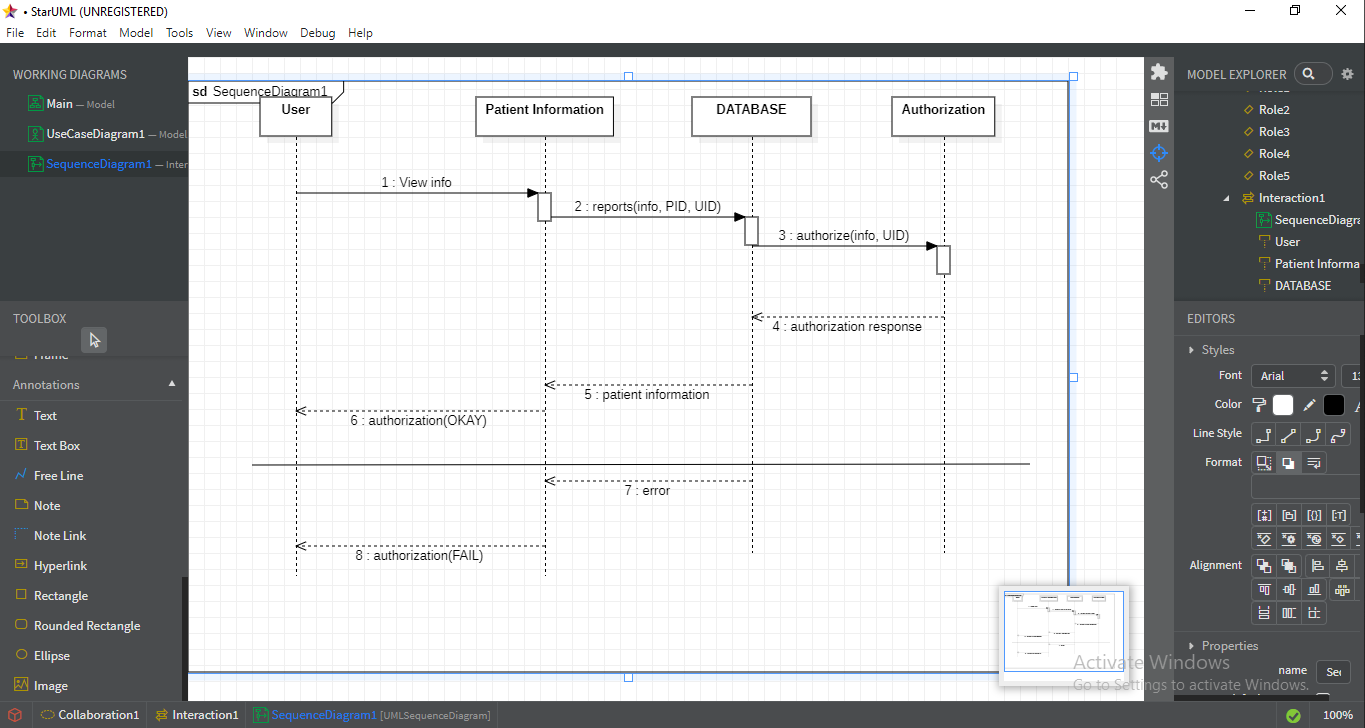 • StarUML (UNREGISTERED)
File Edit Format Model Tools View Window Debug Help
WORKING DIAGRAMS
Main — Model
UseCaseDiagram1 — Model
SequenceDiagram1 — Inter
TOOLBOX
Frame
Annotations
Text
Text Box
Free Line
Note
Note Link
Hyperlink
Rectangle
Rounded Rectangle
Ellipse
Image
sd SequenceDiagram1
User
Patient Information
DATABASE
Authorization
1 : View info
2 : reports(info, PID, UID)
3 : authorize(info, UID)
4 : authorization response
5 : patient information
6 : authorization(OKAY)
7 : error
8 : authorization(FAIL)
MODEL EXPLORER
Role2
Role3
Role4
Role5
Interaction1
SequenceDiagra
User
Patient Informa
DATABASE
EDITORS
Styles
Font Arial 13
Color
Line Style
Format
Alignment
Properties
name
Activate Windows
Go to Settings to activate Windows.
Collaboration1 Interaction1 SequenceDiagram1 [UMLSequenceDiagram] 100%